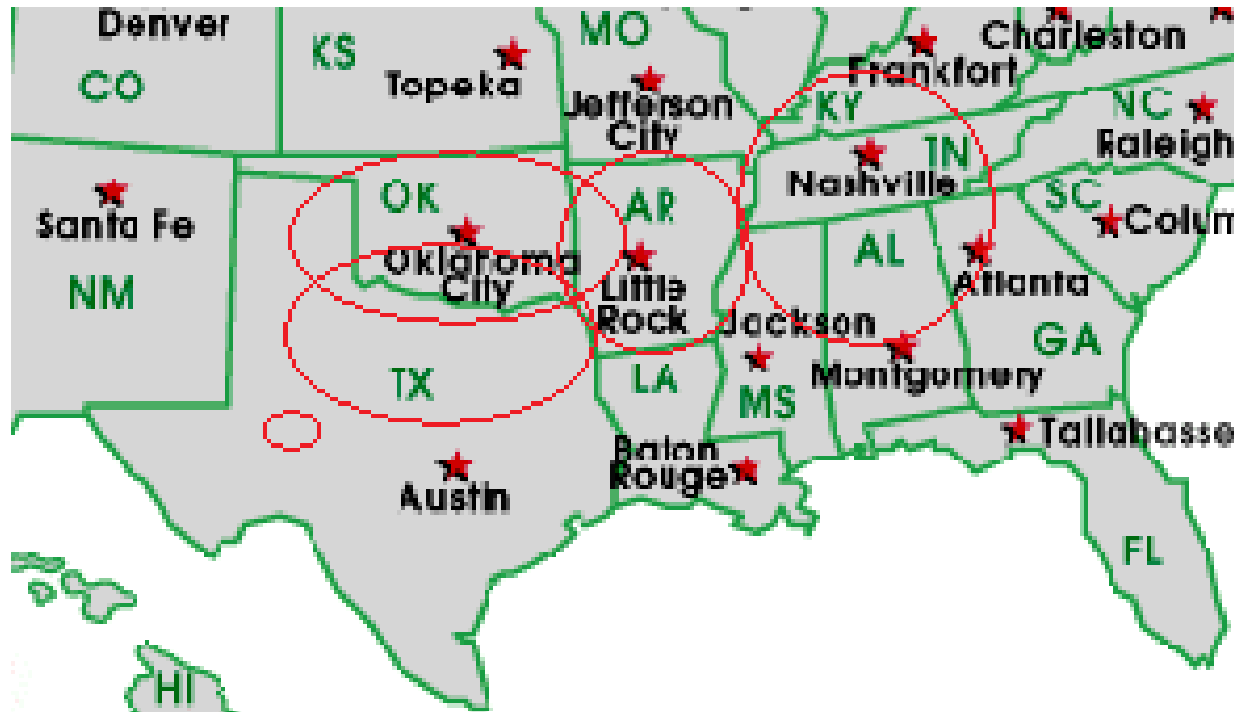 Denver
CO
KS
Topeka
MO
Jefferson
City
KY
Frankfort
Charleston
NC
Raleigh
Santa Fe
NM
OK
Oklahoma
City
AR
Little
Rock
TN
Nashville
SC
Colum
AL
Atlanta
GA
Jackson
MS
Montgomery
TX
Austin
LA
Baton
Rouge
Tallahasse
FL
HI